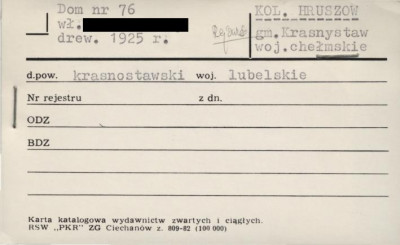 Dom nr 76
wł.
drew. 1925 r.
KOL. HRUSZÓW
gm. Krasnystaw
woj. chełmskie
d.pow. krasnostawski woj. lubelskie
Nr rejestru z dn.
ODZ
BDZ
Karta katalogowa wydawnictw zwartych i ciągłych.
RSW „PKR” ZG Ciechanów z. 809-82 (100 000)